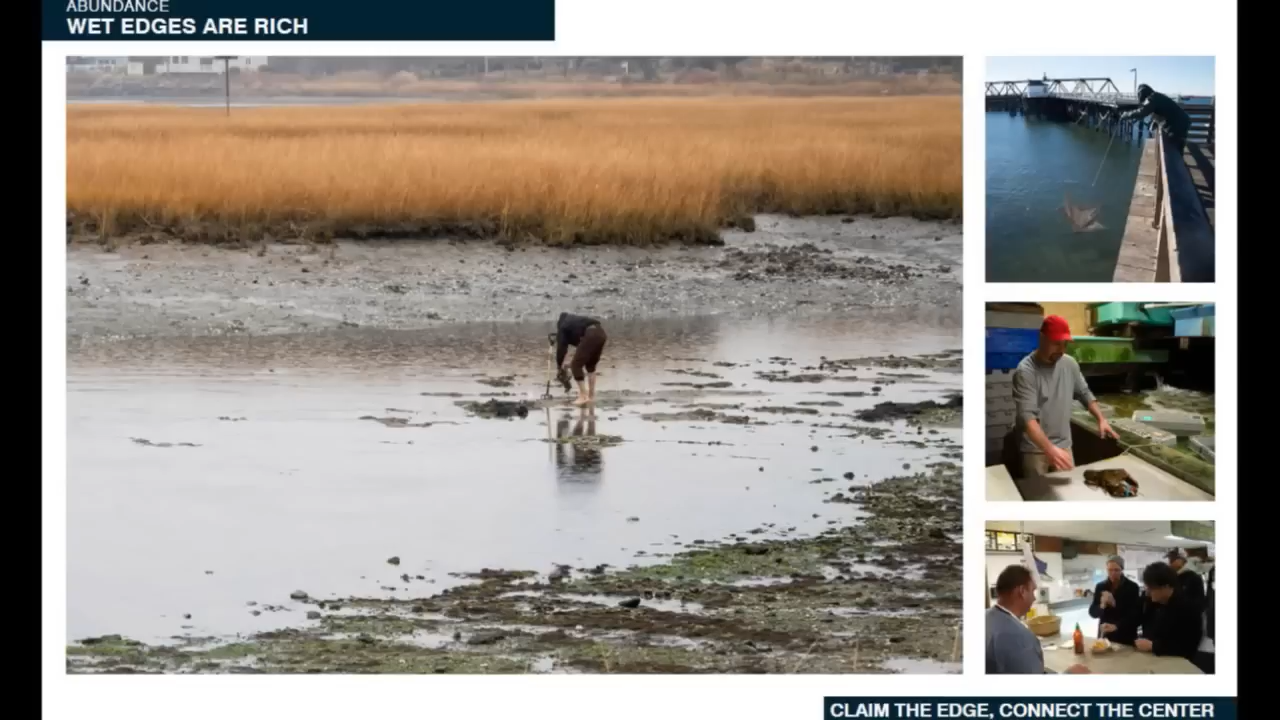 ABUNDANCE
WET EDGES ARE RICH
CLAIM THE EDGE, CONNECT THE CENTER